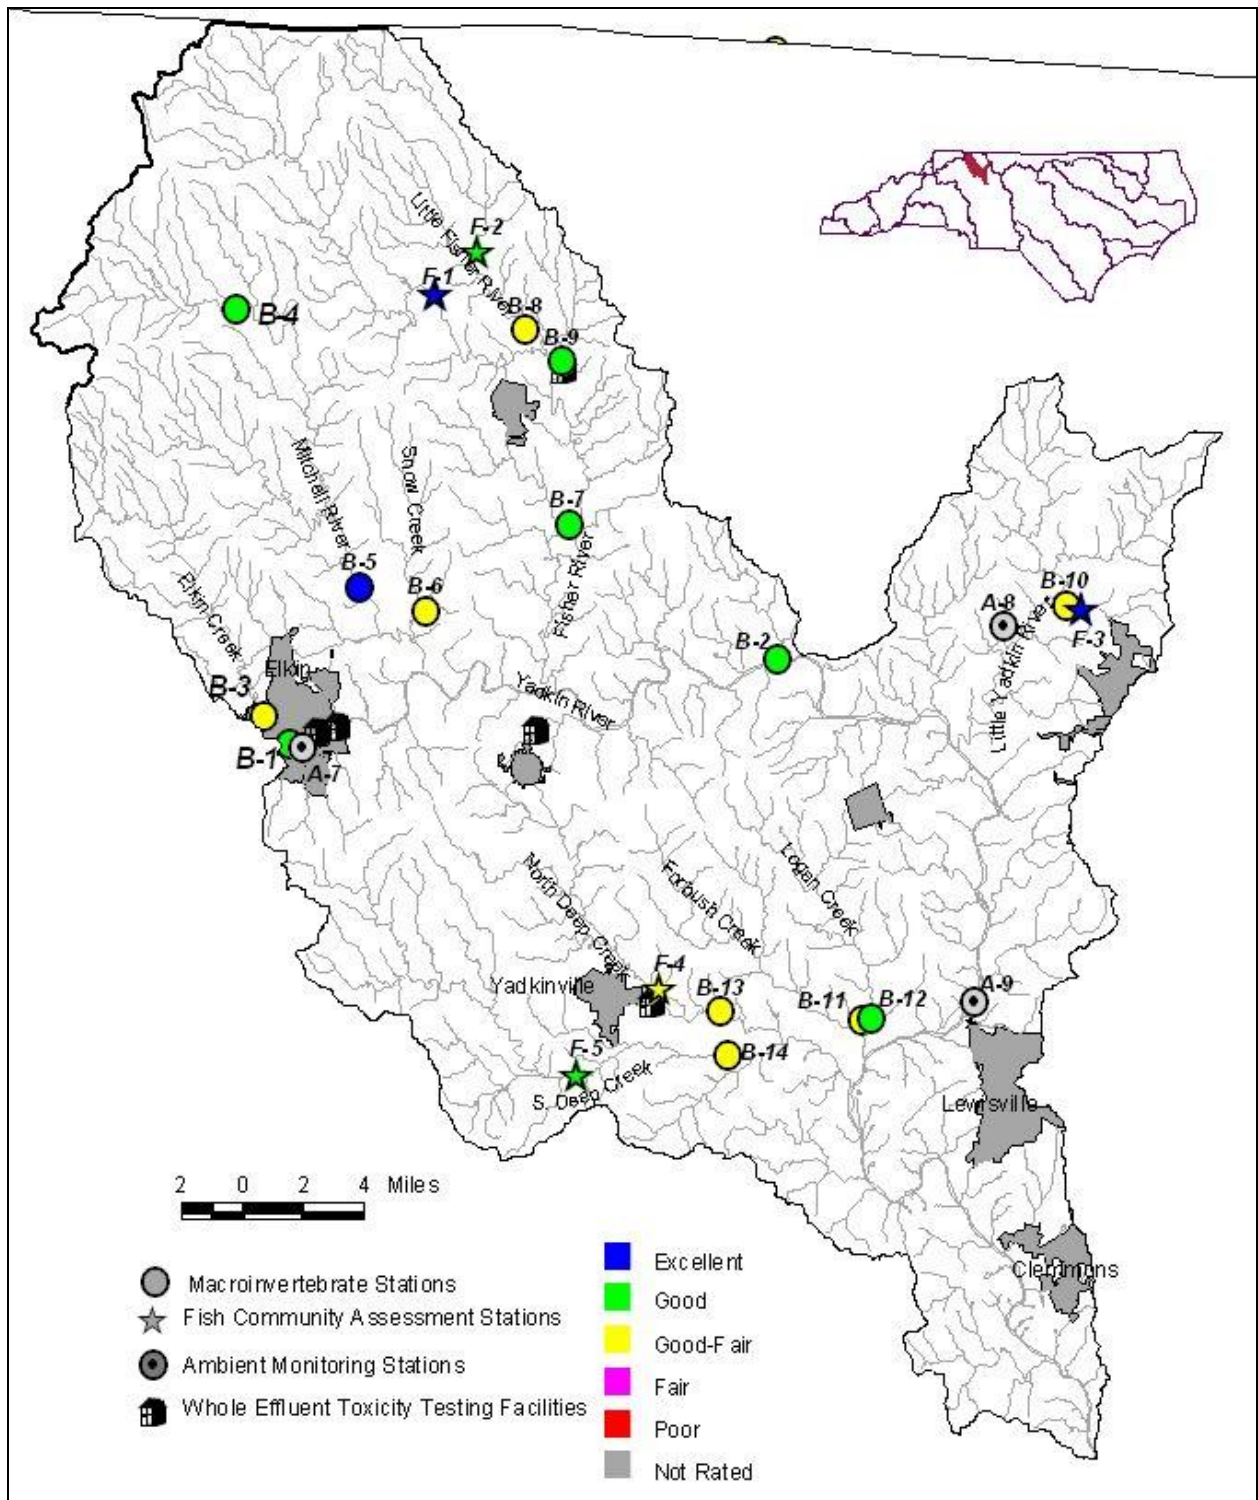 F-2
Little Fisher River
F-1
B-4
B-8
B-9
Mitchell River
Snow Creek
B-7
Fisher River
B-5
B-6
Elkin Creek
B-10
A-8
F-3
Little Yadkin River
B-2
Elkin
B-3
Yadkin River
B-1
A-7
North Deep Creek
Forbush Creek
Logan Creek
F-4
Yadkinville
B-13
B-11
B-12
A-9
B-14
F-5
S. Deep Creek
Lewisville
2 0 2 4 Miles
Clemmons
Macroinvertebrate Stations
Fish Community Assessment Stations
Ambient Monitoring Stations
Whole Effluent Toxicity Testing Facilities
Excellent
Good
Good-Fair
Fair
Poor
Not Rated